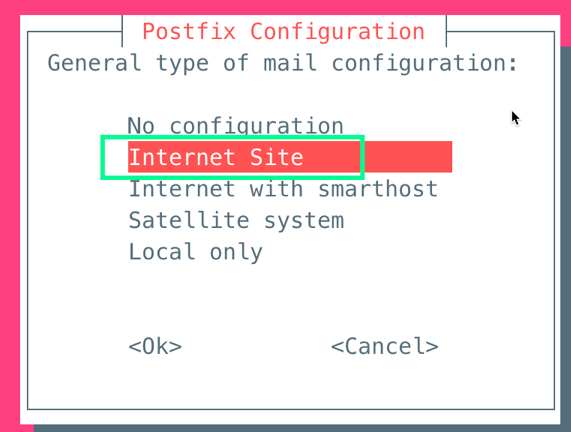 Postfix Configuration
General type of mail configuration:
No configuration
Internet Site
Internet with smarthost
Satellite system
Local only
<Ok> <Cancel>